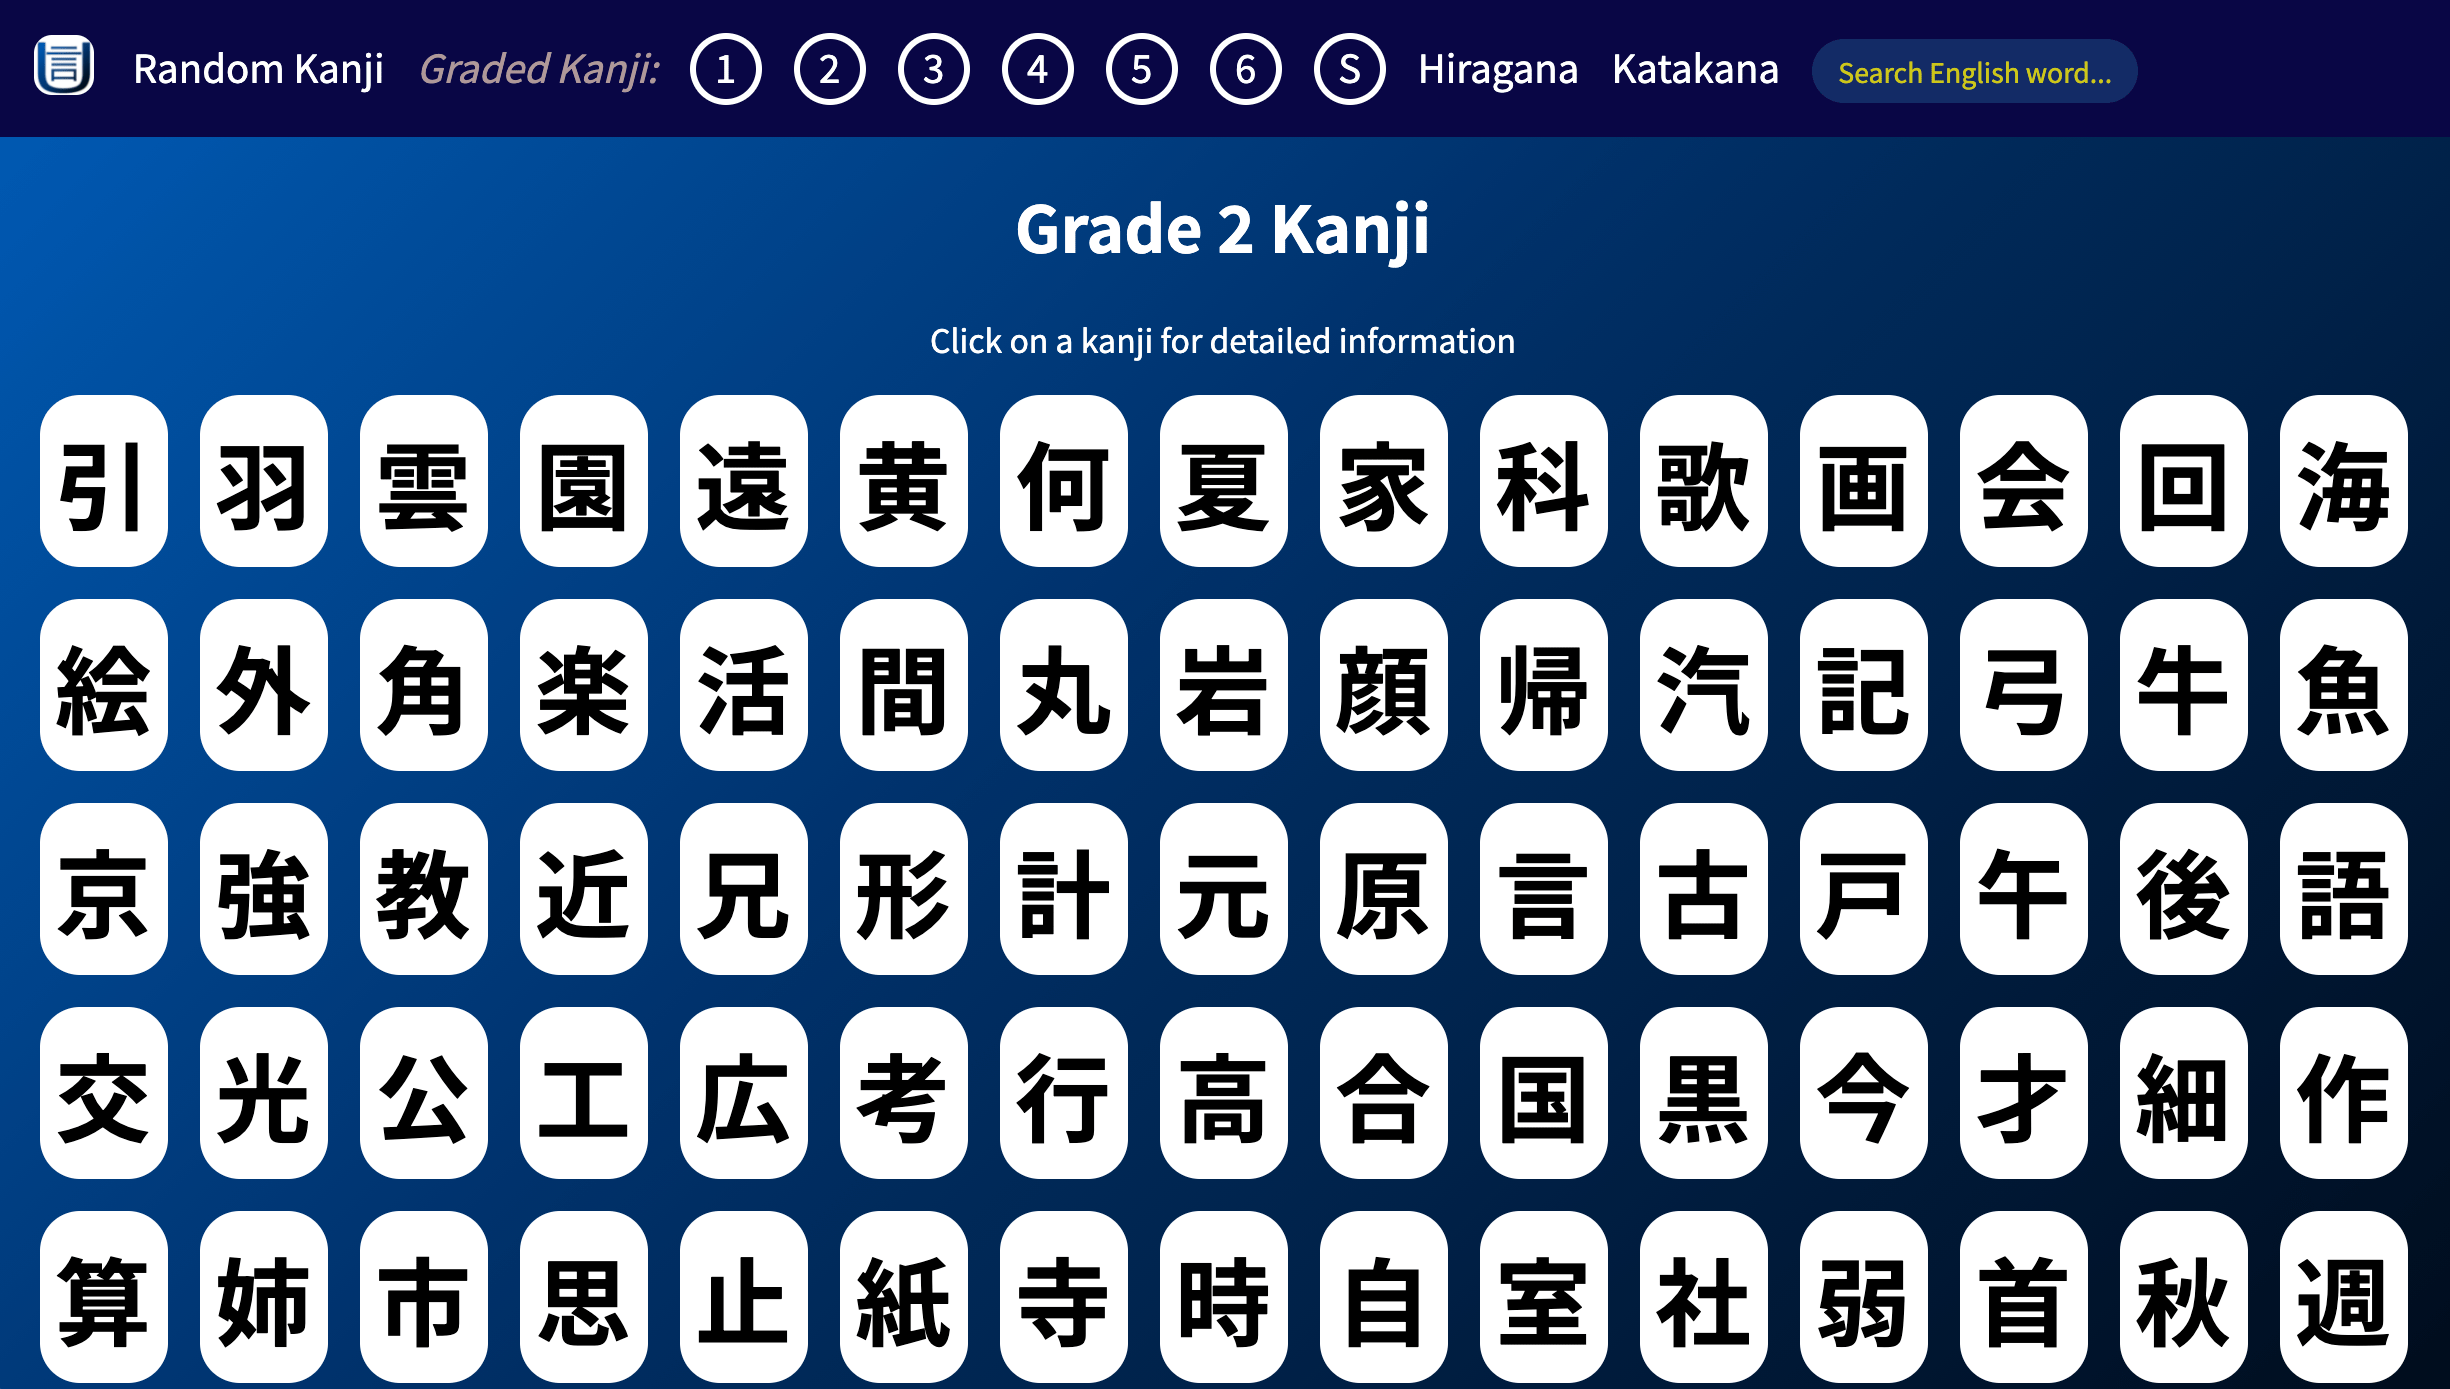 言
Random Kanji Graded Kanji: 1 2 3 4 5 6 S Hiragana Katakana Search English word...
Grade 2 Kanji
Click on a kanji for detailed information
引 羽 雲 園 遠 黄 何 夏 家 科 歌 画 会 回 海
絵 外 角 楽 活 間 丸 岩 顔 帰 汽 記 弓 牛 魚
京 強 教 近 兄 形 計 元 原 言 古 戸 午 後 語
交 光 公 工 広 考 行 高 合 国 黒 今 才 細 作
算 姉 市 思 止 紙 寺 時 自 室 社 弱 首 秋 週